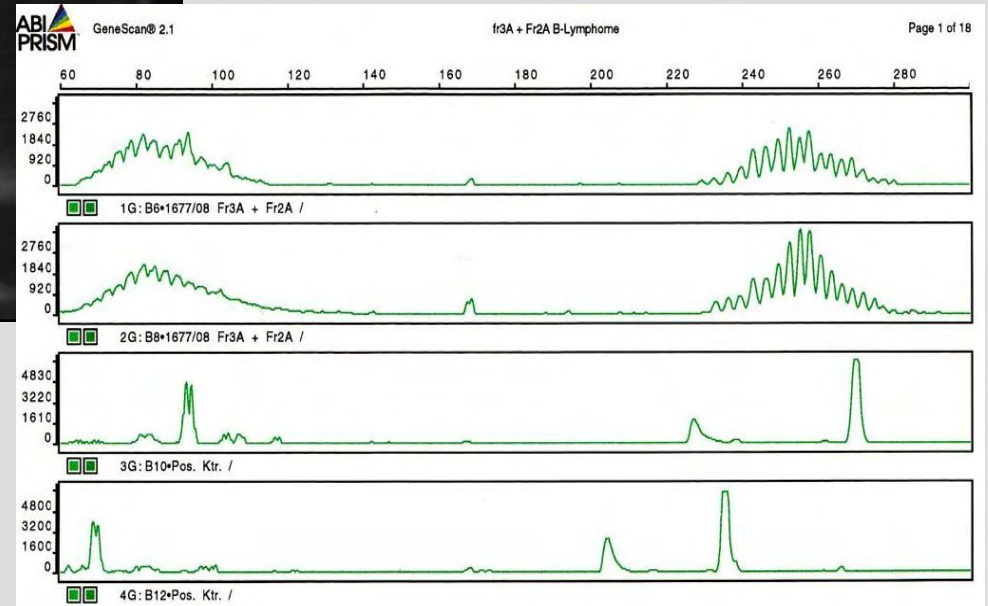 ABI PRISM GeneScan® 2.1 fr3A + Fr2A B-Lymphome Page 1 of 18
60 80 100 120 140 160 180 200 220 240 260 280
2760
1840
920
0
1G: B6•1677/08 Fr3A + Fr2A /
2760
1840
920
0
2G: B8•1677/08 Fr3A + Fr2A /
4830
3220
1610
0
3G: B10•Pos. Ktr. /
4800
3200
1600
0
4G: B12•Pos. Ktr. /